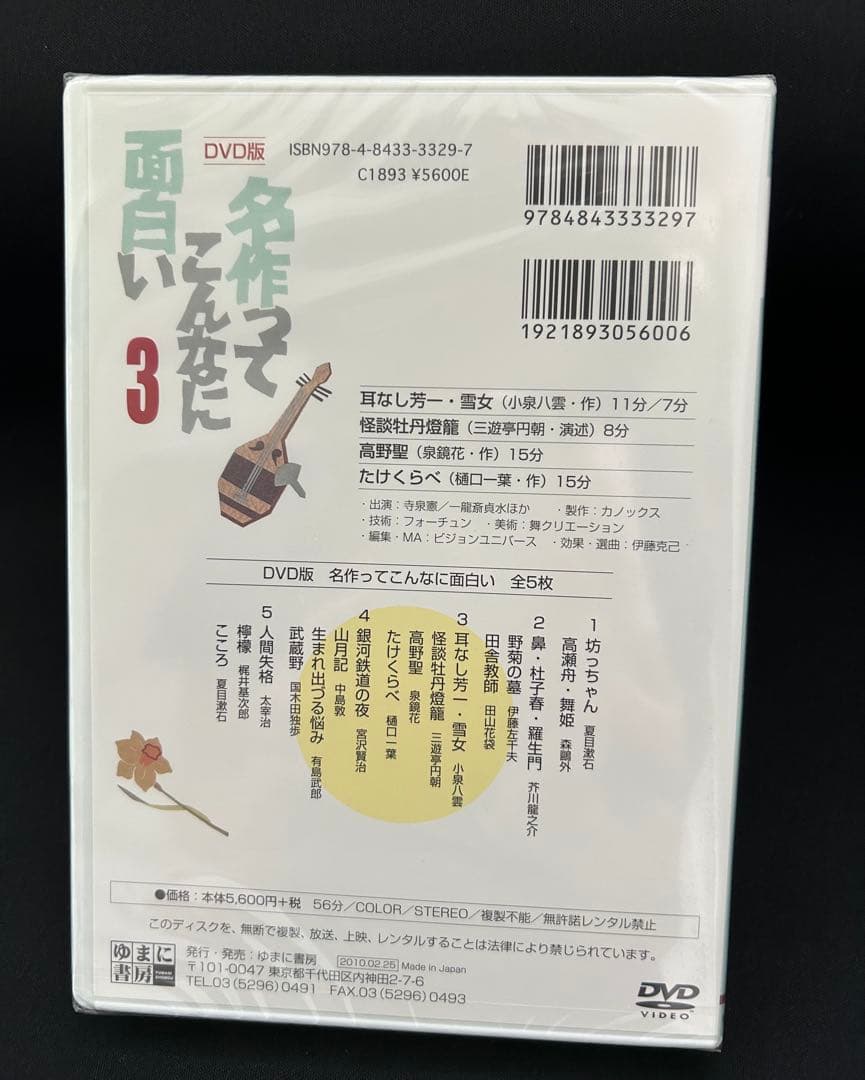 DVD版
名作って
こんなに
面白い
3
ISBN978-4-8433-3329-7
C1893 ¥5600E
9784843333297
1921893056006
耳なし芳一・雪女（小泉八雲・作）11分／7分
怪談牡丹燈籠（三遊亭円朝・演述）8分
高野聖（泉鏡花・作）15分
たけくらべ（樋口一葉・作）15分
・出演：寺泉憲／一龍斎貞水ほか ・製作：カノックス
・技術：フォーチュン ・美術：舞クリエーション
・編集・MA：ビジョンユニバース ・効果・選曲：伊藤克己
DVD版 名作ってこんなに面白い 全5枚
1 坊っちゃん 夏目漱石
高瀬舟・舞姫 森鷗外
2 鼻・杜子春・羅生門 芥川龍之介
野菊の墓 伊藤左千夫
田舎教師 田山花袋
3 耳なし芳一・雪女 小泉八雲
怪談牡丹燈籠 三遊亭円朝
高野聖 泉鏡花
たけくらべ 樋口一葉
4 銀河鉄道の夜 宮沢賢治
山月記 中島敦
生まれ出づる悩み 有島武郎
武蔵野 国木田独歩
5 人間失格 太宰治
檸檬 梶井基次郎
こころ 夏目漱石
●価格：本体5,600円＋税 56分／COLOR／STEREO／複製不能／無許諾レンタル禁止
このディスクを、無断で複製、放送、上映、レンタルすることは法律により禁じられています。
ゆまに
書房
発行・発売：ゆまに書房 2010.02.25 Made in Japan
〒101-0047 東京都千代田区内神田2-7-6
TEL.03(5296)0491 FAX.03(5296)0493
DVD
VIDEO